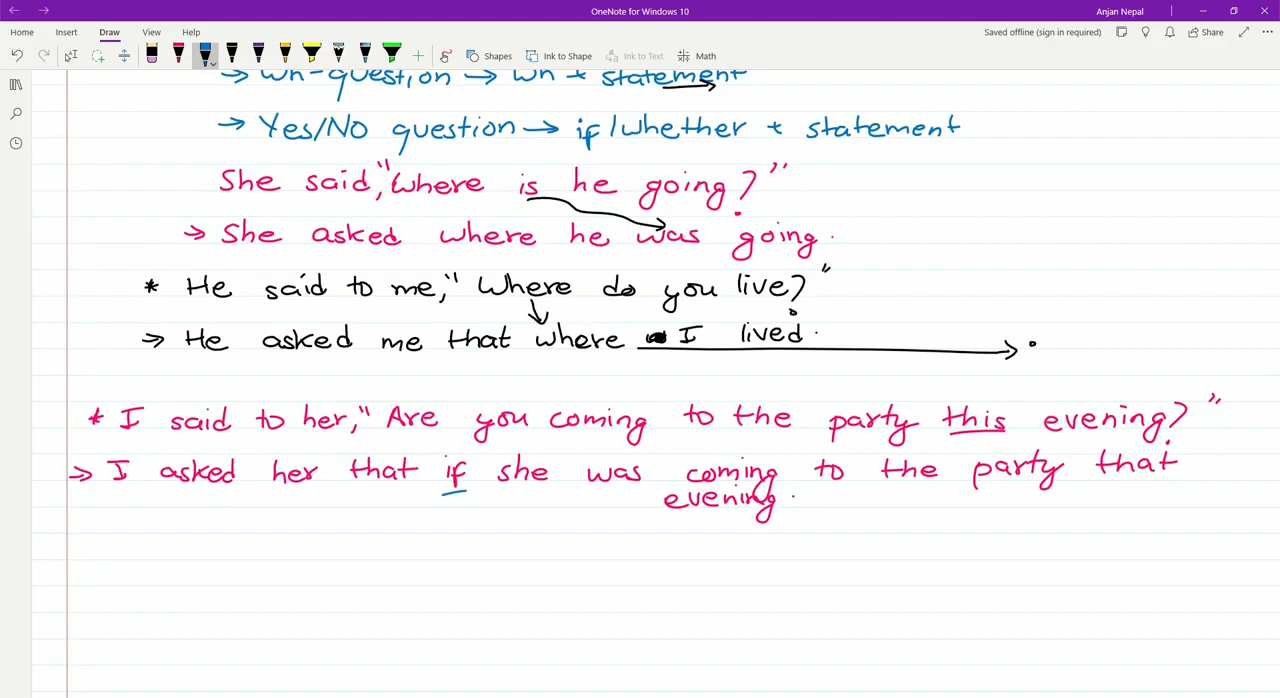 OneNote for Windows 10
Anjan Nepal
Home Insert Draw View Help
Saved offline (sign in required)
Share
Shapes Ink to Shape Ink to Text Math
→ Wh-question → Wh + statement
→ Yes/No question → if/whether + statement
She said, "Where is he going?"
→ She asked where he was going.
* He said to me, "Where do you live?"
→ He asked me that where I lived.
* I said to her, "Are you coming to the party this evening?"
→ I asked her that if she was coming to the party that
evening.